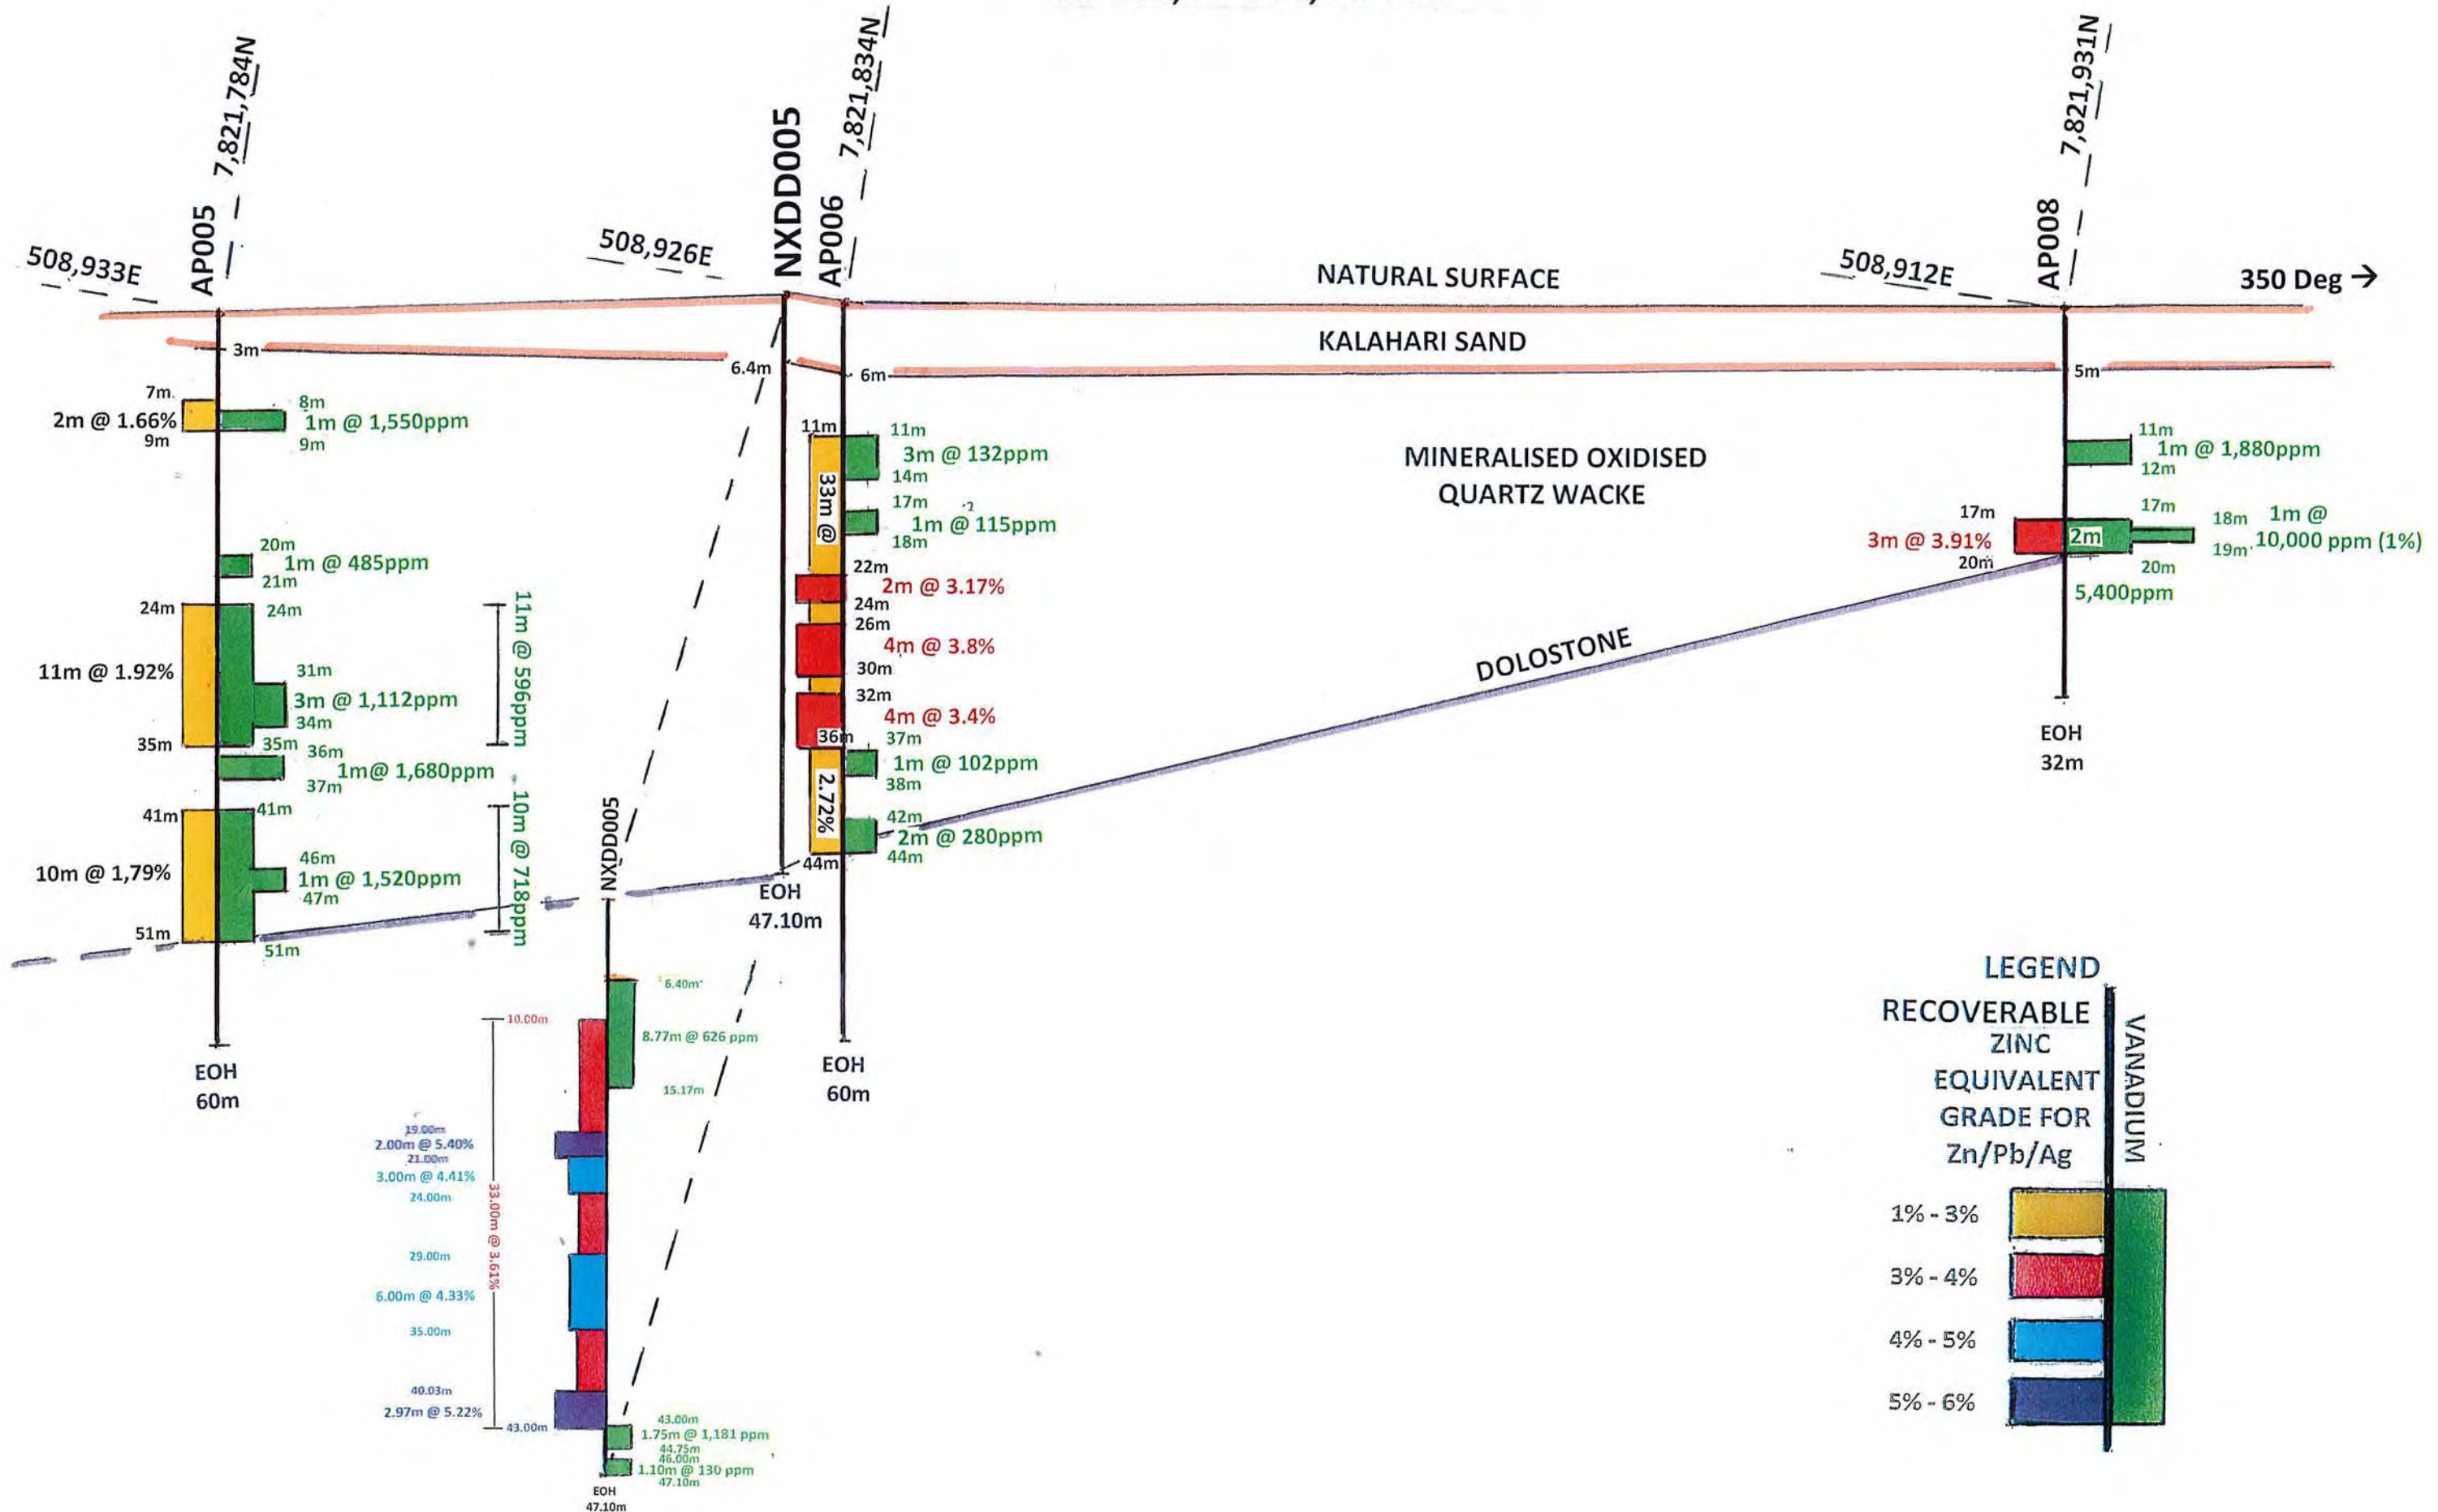 7,821,784N
7,821,834N
7,821,931N
AP005
NXDD005
AP006
AP008
508,933E
508,926E
508,912E
NATURAL SURFACE
350 Deg →
KALAHARI SAND
3m
6.4m
6m
5m
7m
2m @ 1.66%
9m
8m
1m @ 1,550ppm
9m
20m
1m @ 485ppm
21m
24m
11m @ 1.92%
35m
24m
31m
3m @ 1,112ppm
34m
35m
11m @ 596ppm
36m
1m@ 1,680ppm
37m
41m
10m @ 1,79%
51m
41m
46m
1m @ 1,520ppm
47m
51m
10m @ 718ppm
EOH
60m
11m
33m @
2.72%
11m
3m @ 132ppm
14m
17m
1m @ 115ppm
18m
22m
2m @ 3.17%
24m
26m
4m @ 3.8%
30m
32m
4m @ 3.4%
36m
37m
1m @ 102ppm
38m
42m
2m @ 280ppm
44m
44m
EOH
47.10m
EOH
60m
MINERALISED OXIDISED
QUARTZ WACKE
DOLOSTONE
11m
1m @ 1,880ppm
12m
17m
3m @ 3.91%
20m
2m
17m
18m 1m @
19m 10,000 ppm (1%)
20m
5,400ppm
EOH
32m
NXDD005
6.40m
8.77m @ 626 ppm
15.17m
10.00m
33.00m @ 3.61%
43.00m
19.00m
2.00m @ 5.40%
21.00m
3.00m @ 4.41%
24.00m
29.00m
6.00m @ 4.33%
35.00m
40.03m
2.97m @ 5.22%
43.00m
1.75m @ 1,181 ppm
44.75m
46.00m
1.10m @ 130 ppm
47.10m
EOH
47.10m
LEGEND
RECOVERABLE
ZINC
EQUIVALENT
GRADE FOR
Zn/Pb/Ag
VANADIUM
1% - 3%
3% - 4%
4% - 5%
5% - 6%